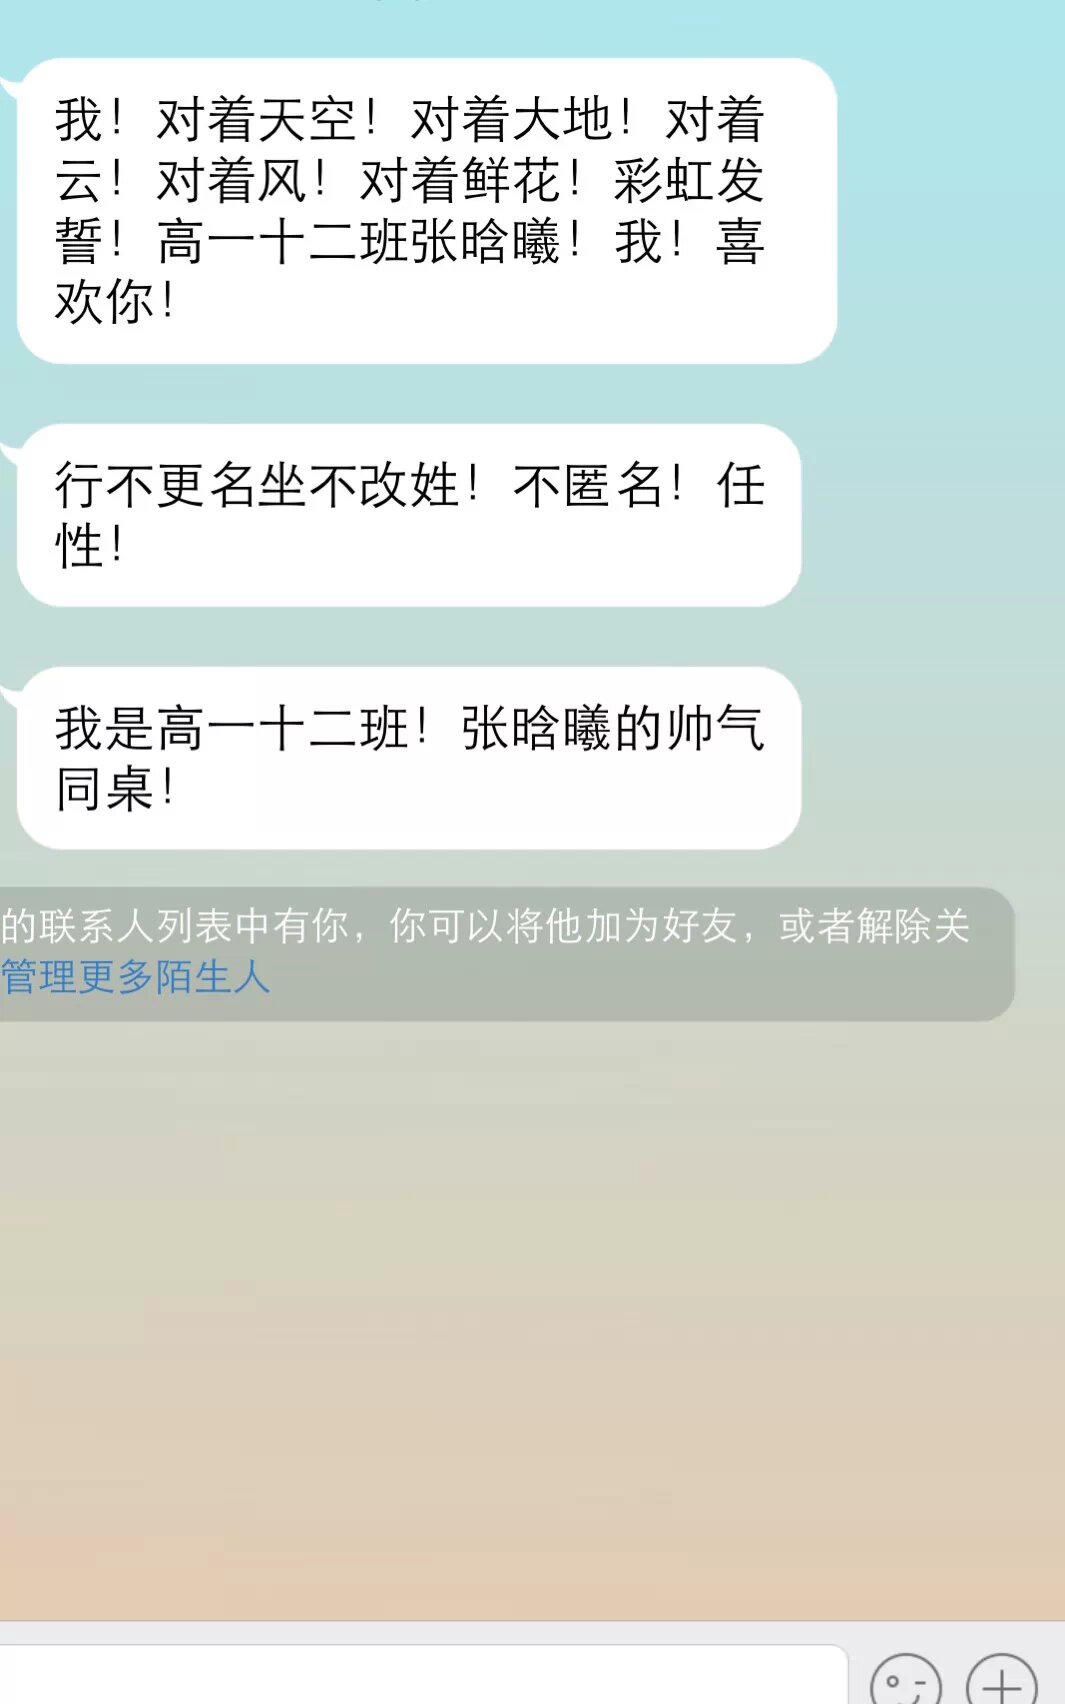 我！对着天空！对着大地！对着
云！对着风！对着鲜花！彩虹发
誓！高一十二班张晗曦！我！喜
欢你！
行不更名坐不改姓！不匿名！任
性！
我是高一十二班！张晗曦的帅气
同桌！
的联系人列表中有你，你可以将他加为好友，或者解除关
管理更多陌生人